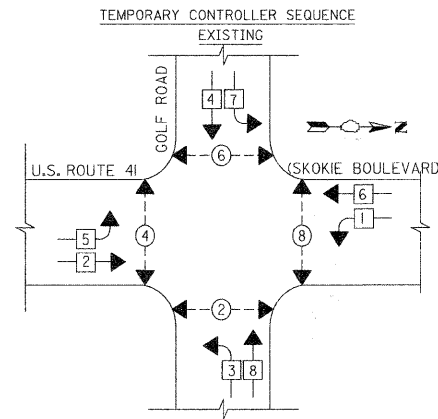 TEMPORARY CONTROLLER SEQUENCE
EXISTING
GOLF ROAD
4 7
N
6
U.S. ROUTE 41
(SKOKIE BOULEVARD
6
1
5
4
8
2
2
3 8